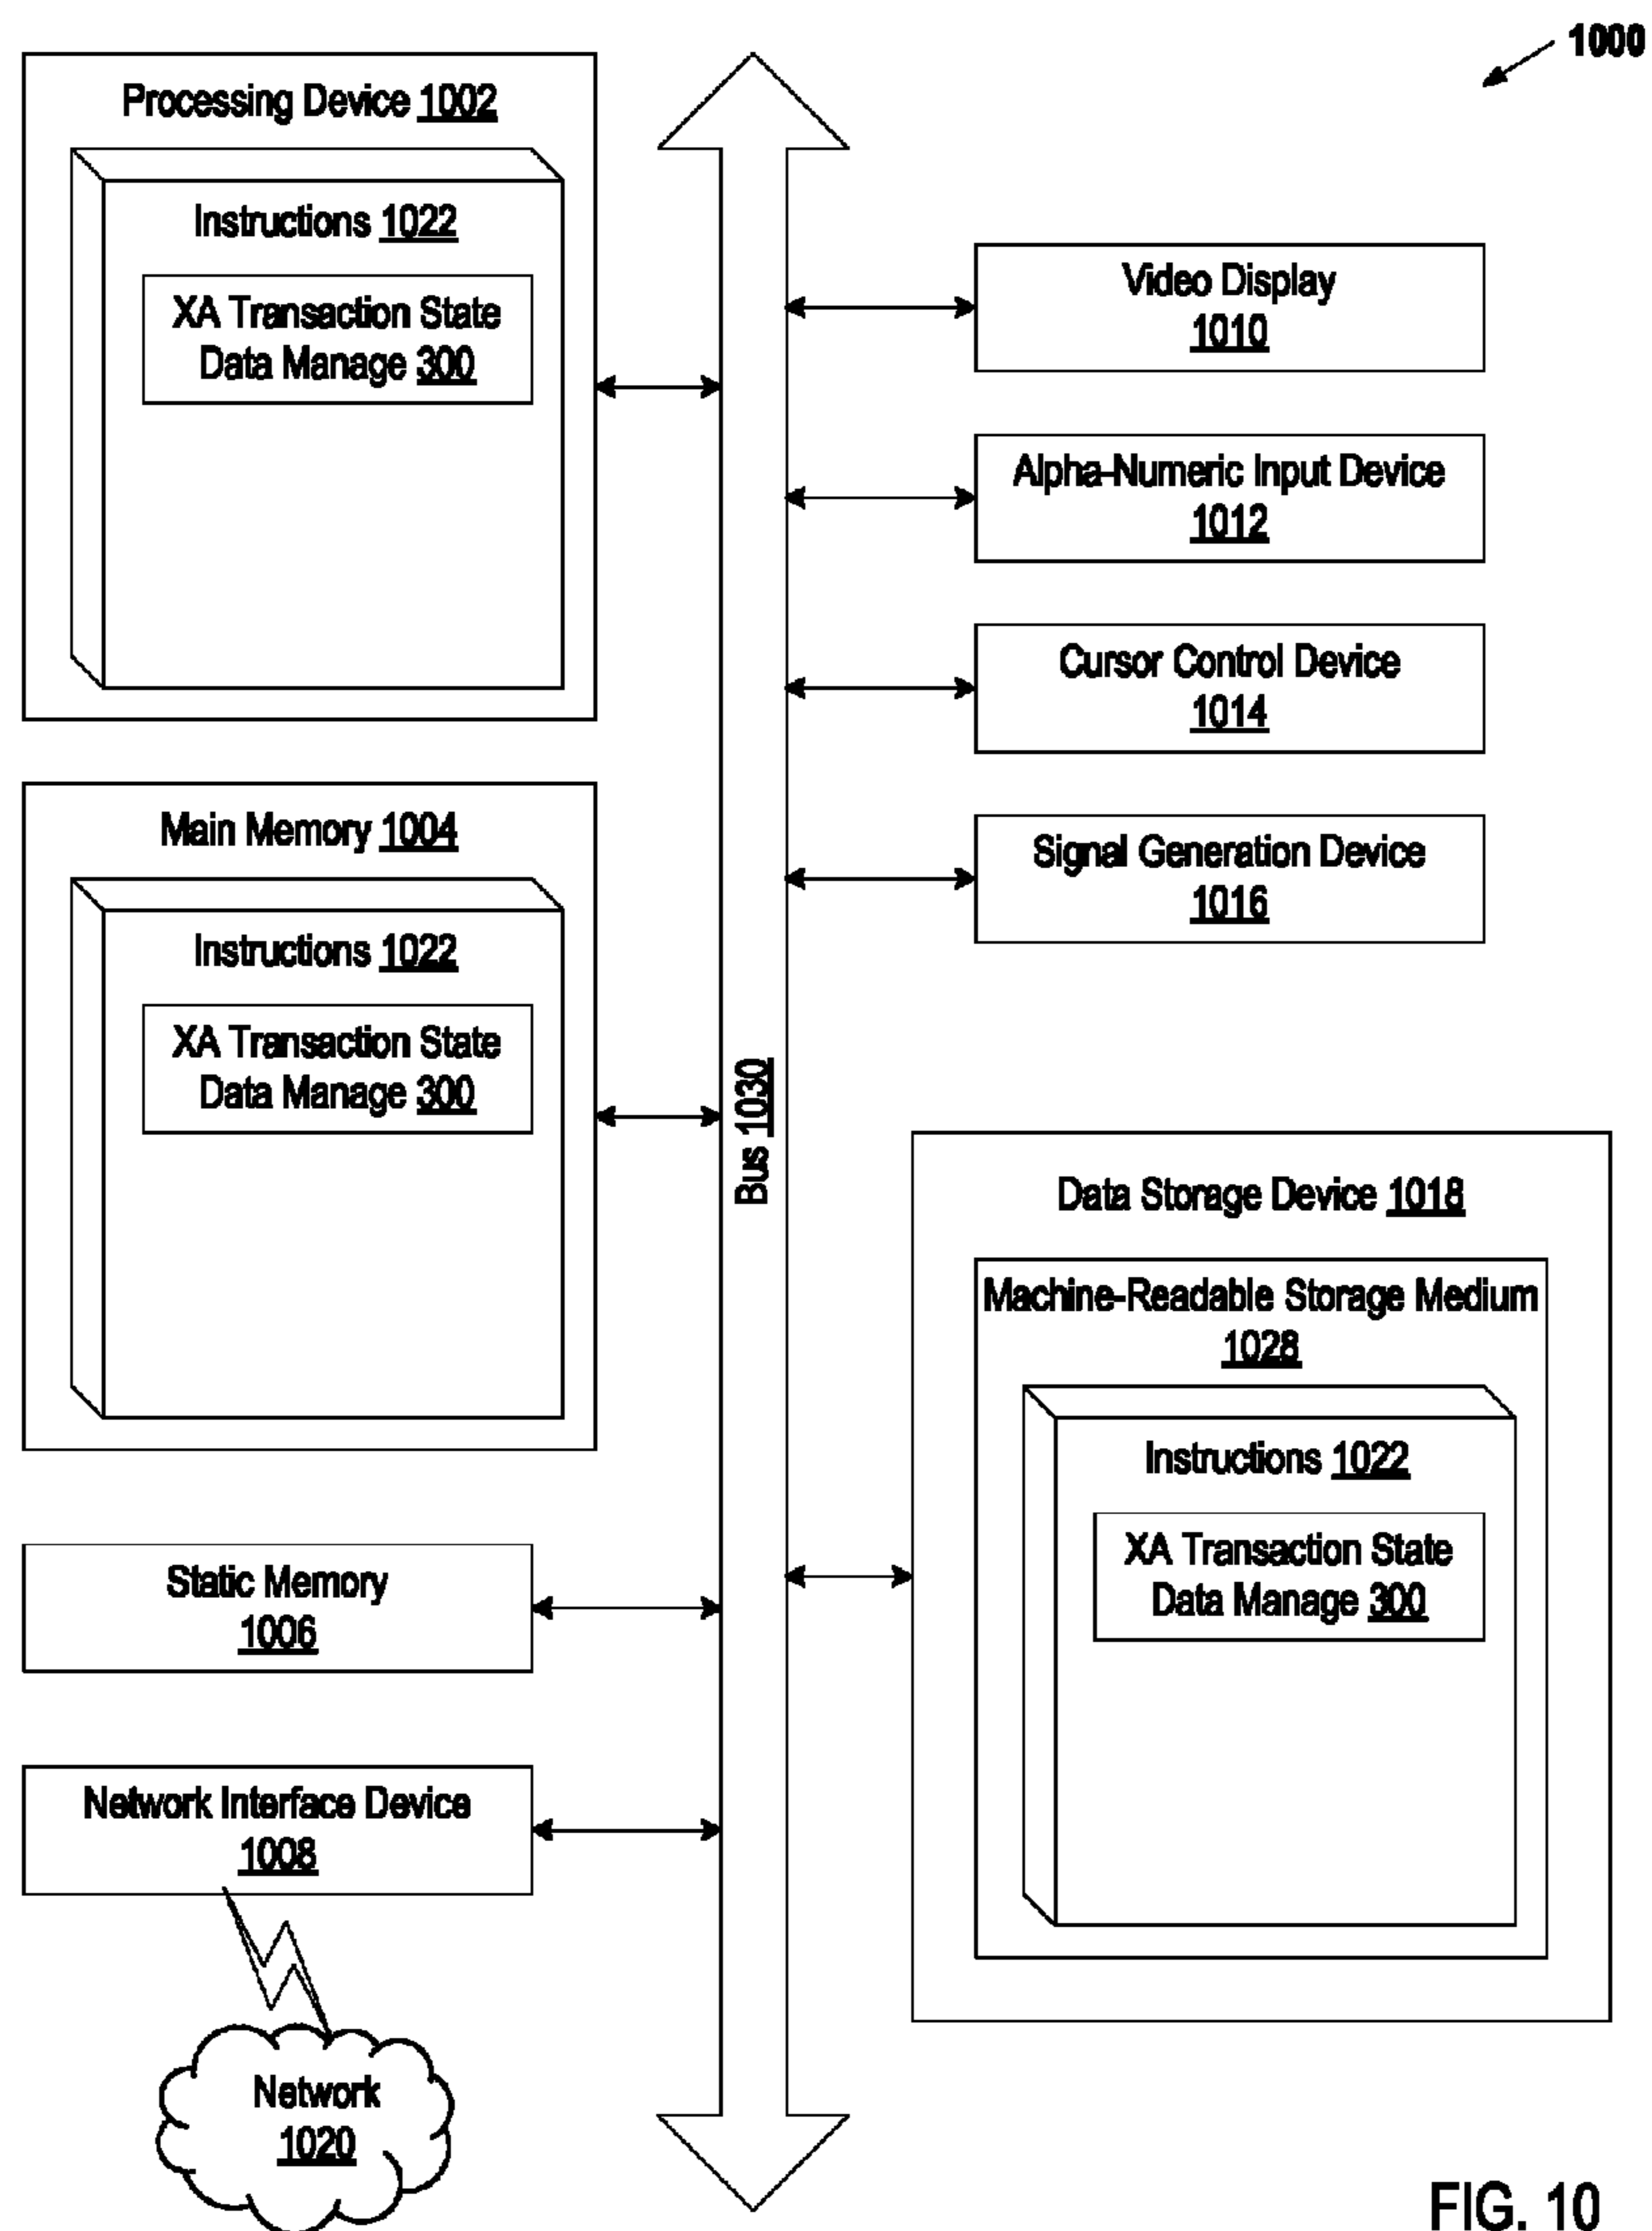 1000
Processing Device 1002
Instructions 1022
XA Transaction State
Data Manage 300
Main Memory 1004
Instructions 1022
XA Transaction State
Data Manage 300
Static Memory
1006
Network Interface Device
1008
Network
1020
Bus 1030
Video Display
1010
Alpha-Numeric Input Device
1012
Cursor Control Device
1014
Signal Generation Device
1016
Data Storage Device 1018
Machine-Readable Storage Medium
1028
Instructions 1022
XA Transaction State
Data Manage 300
FIG. 10